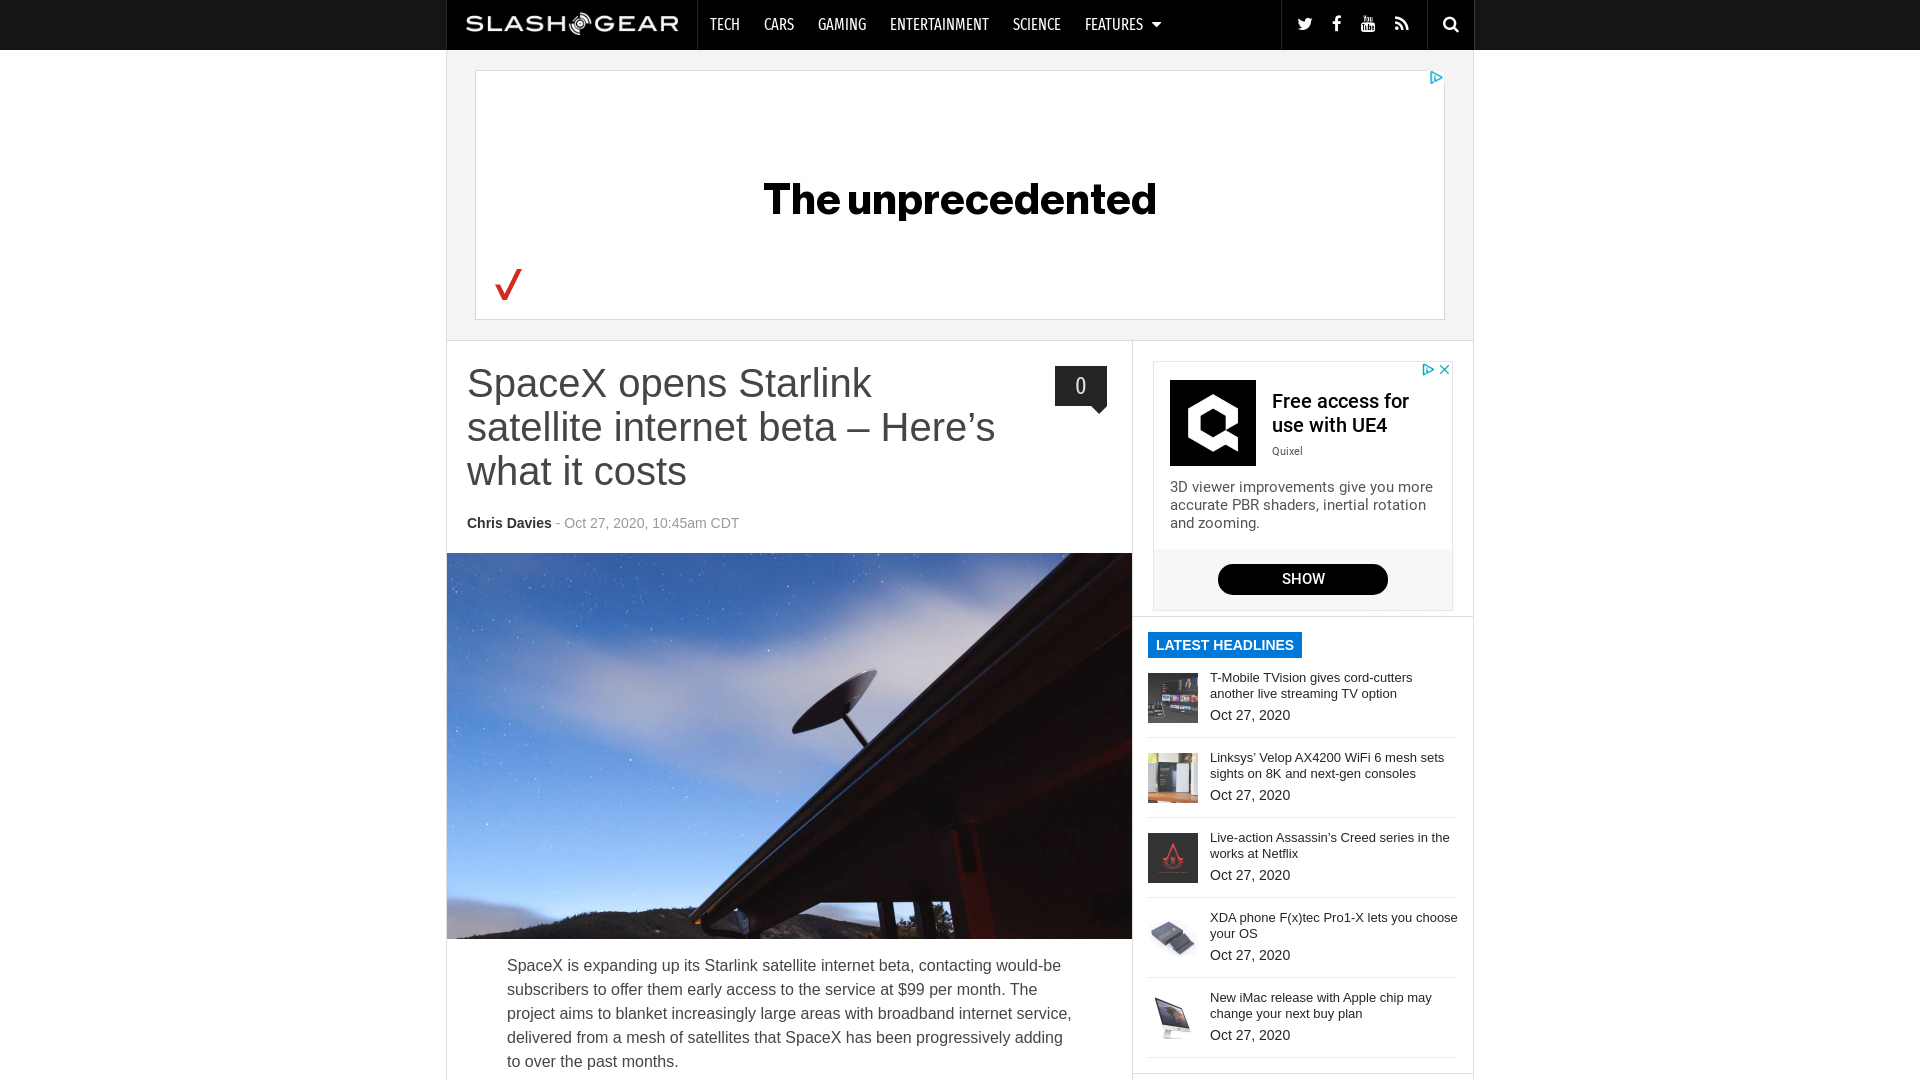 SLASHGEAR
TECH
CARS
GAMING
ENTERTAINMENT
SCIENCE
FEATURES
The unprecedented
SpaceX opens Starlink
satellite internet beta – Here’s
what it costs
0
Chris Davies - Oct 27, 2020, 10:45am CDT
SpaceX is expanding up its Starlink satellite internet beta, contacting would-be
subscribers to offer them early access to the service at $99 per month. The
project aims to blanket increasingly large areas with broadband internet service,
delivered from a mesh of satellites that SpaceX has been progressively adding
to over the past months.
Free access for
use with UE4
Quixel
3D viewer improvements give you more
accurate PBR shaders, inertial rotation
and zooming.
SHOW
LATEST HEADLINES
T-Mobile TVision gives cord-cutters
another live streaming TV option
Oct 27, 2020
Linksys’ Velop AX4200 WiFi 6 mesh sets
sights on 8K and next-gen consoles
Oct 27, 2020
Live-action Assassin’s Creed series in the
works at Netflix
Oct 27, 2020
XDA phone F(x)tec Pro1-X lets you choose
your OS
Oct 27, 2020
New iMac release with Apple chip may
change your next buy plan
Oct 27, 2020